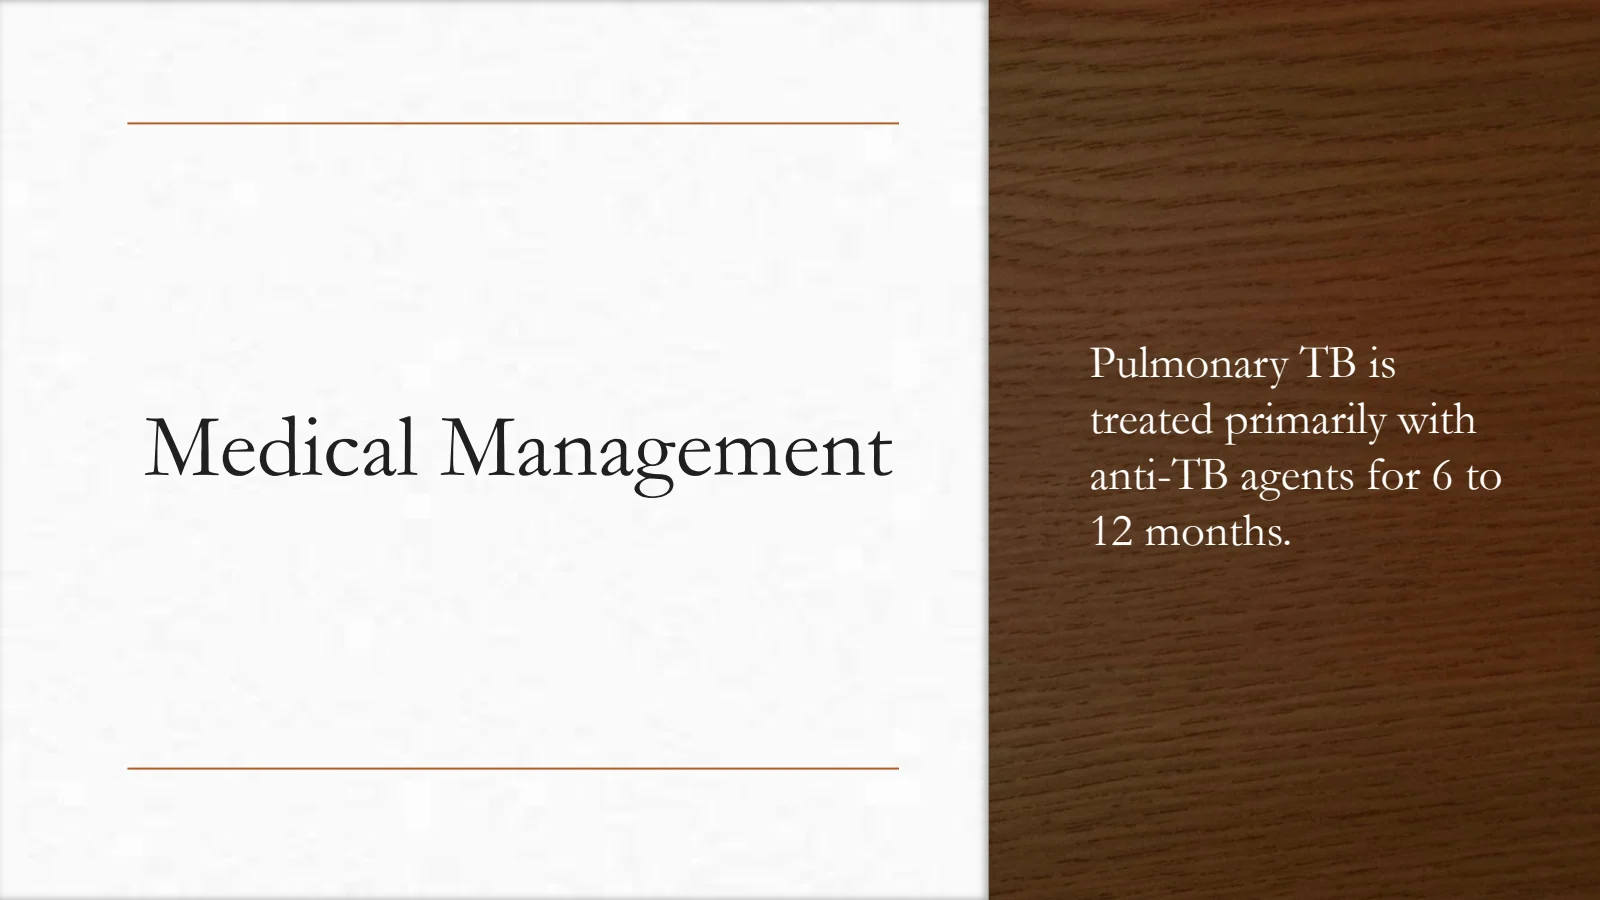 Medical Management
Pulmonary TB is
treated primarily with
anti-TB agents for 6 to
12 months.